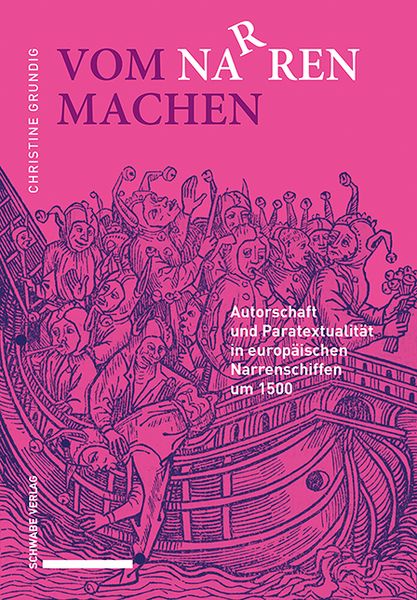 CHRISTINE GRUNDIG
VOM NARREN
MACHEN
Autorschaft
und Paratextualität
in europäischen
Narrenschiffen
um 1500
SCHWABE VERLAG